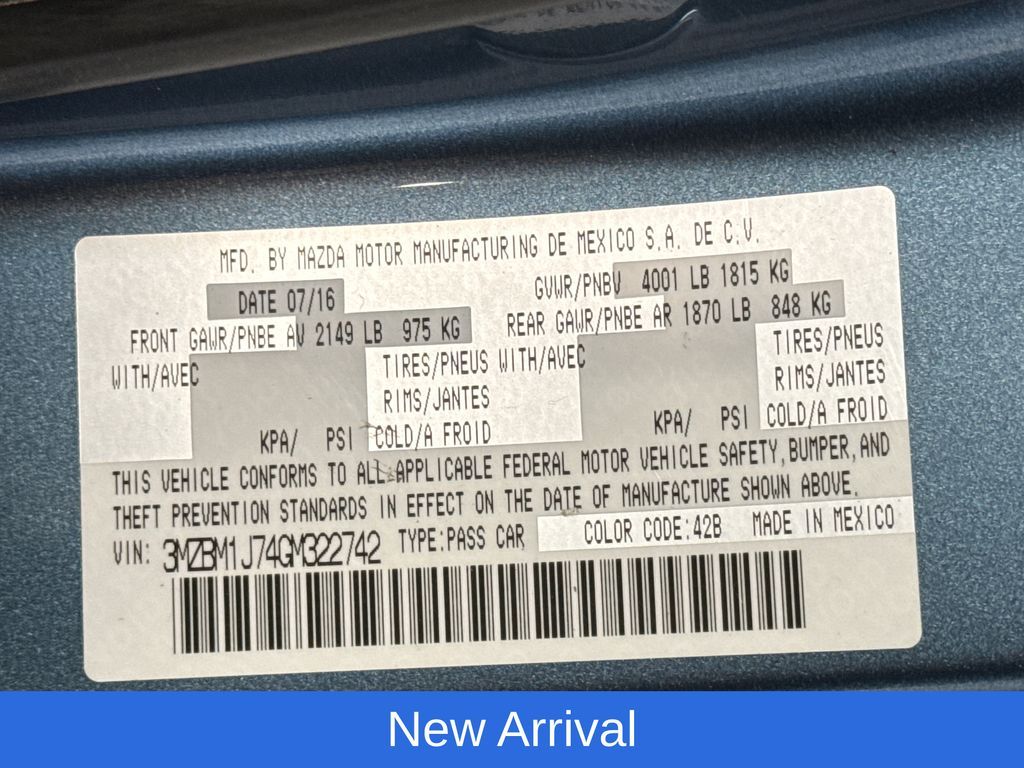 MFD. BY MAZDA MOTOR MANUFACTURING DE MEXICO S.A. DE C.V.
DATE 07/16 GVWR/PNBV 4001 LB 1815 KG
FRONT GAWR/PNBE AV 2149 LB 975 KG REAR GAWR/PNBE AR 1870 LB 848 KG
WITH/AVEC TIRES/PNEUS WITH/AVEC TIRES/PNEUS
RIMS/JANTES RIMS/JANTES
KPA/ PSI COLD/A FROID KPA/ PSI COLD/A FROID
THIS VEHICLE CONFORMS TO ALL APPLICABLE FEDERAL MOTOR VEHICLE SAFETY, BUMPER, AND
THEFT PREVENTION STANDARDS IN EFFECT ON THE DATE OF MANUFACTURE SHOWN ABOVE.
VIN: 3MZBM1J74GM322742 TYPE:PASS CAR COLOR CODE:42B MADE IN MEXICO
New Arrival